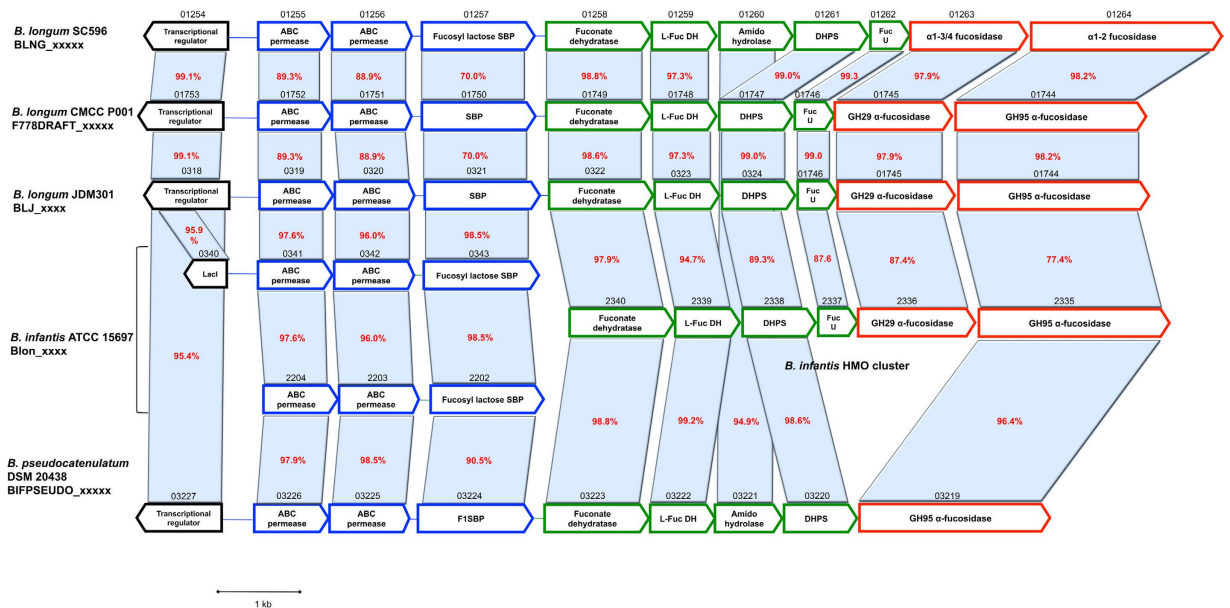 01254 01255 01256 01257 01258 01259 01260 01261 01262 01263 01264
B. longum SC596
BLNG_xxxxx
Transcriptional regulator
ABC permease
ABC permease
Fucosyl lactose SBP
Fuconate dehydratase
L-Fuc DH
Amido hydrolase
DHPS
Fuc U
α1-3/4 fucosidase
α1-2 fucosidase
99.1% 89.3% 88.9% 70.0% 98.8% 97.3% 99.0% 99.3 97.9% 98.2%
01753 01752 01751 01750 01749 01748 01747 01746 01745 01744
B. longum CMCC P001
F778DRAFT_xxxxx
Transcriptional regulator
ABC permease
ABC permease
SBP
Fuconate dehydratase
L-Fuc DH
DHPS
Fuc U
GH29 α-fucosidase
GH95 α-fucosidase
99.1% 89.3% 88.9% 70.0% 98.6% 97.3% 99.0% 99.0 97.9% 98.2%
0318 0319 0320 0321 0322 0323 0324 01746 01745 01744
B. longum JDM301
BLJ_xxxx
Transcriptional regulator
ABC permease
ABC permease
SBP
Fuconate dehydratase
L-Fuc DH
DHPS
Fuc U
GH29 α-fucosidase
GH95 α-fucosidase
95.9 %
97.6% 96.0% 98.5% 97.9% 94.7% 89.3% 87.6 87.4% 77.4%
0340 0341 0342 0343
LacI
ABC permease
ABC permease
Fucosyl lactose SBP
2340 2339 2338 2337 2336 2335
B. infantis ATCC 15697
Blon_xxxx
Fuconate dehydratase
L-Fuc DH
DHPS
Fuc U
GH29 α-fucosidase
GH95 α-fucosidase
95.4% 97.6% 96.0% 98.5%
B. infantis HMO cluster
2204 2203 2202
ABC permease
ABC permease
Fucosyl lactose SBP
98.8% 99.2% 94.9% 98.6% 96.4%
B. pseudocatenulatum
DSM 20438
BIFPSEUDO_xxxxx
97.9% 98.5% 90.5%
03227 03226 03225 03224 03223 03222 03221 03220 03219
Transcriptional regulator
ABC permease
ABC permease
F1SBP
Fuconate dehydratase
L-Fuc DH
Amido hydrolase
DHPS
GH95 α-fucosidase
1 kb